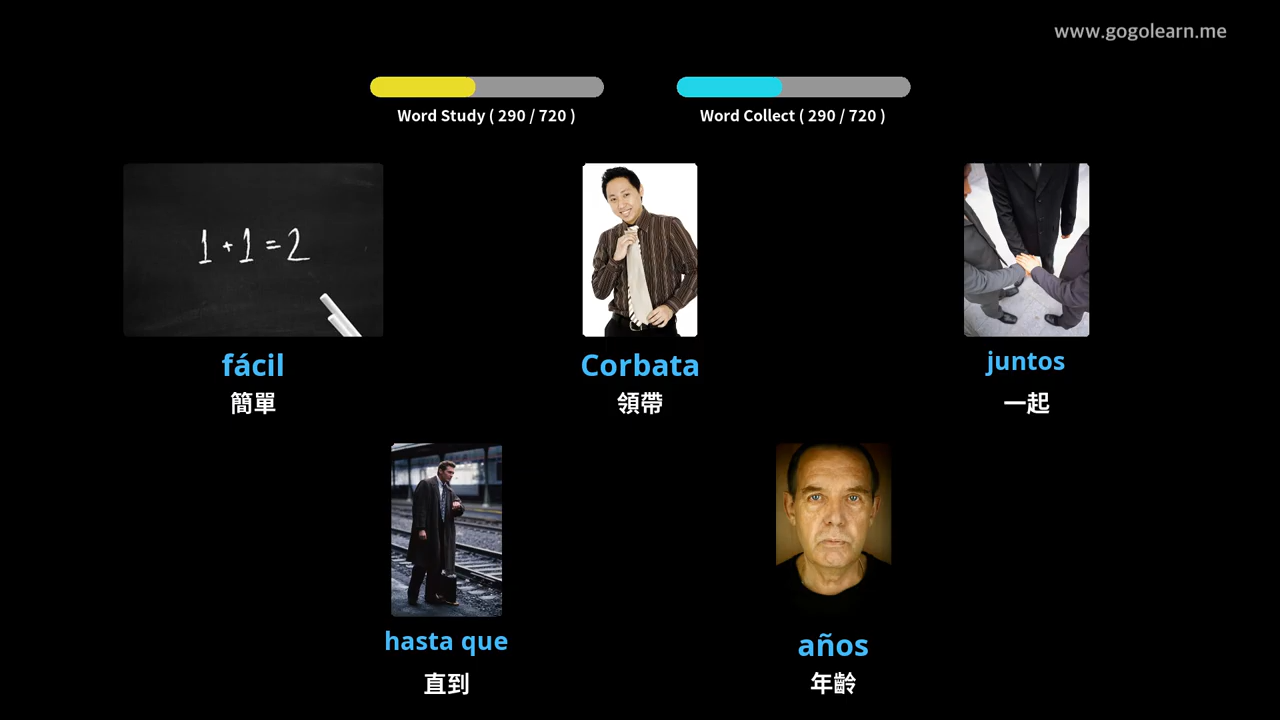 www.gogolearn.me
Word Study ( 290 / 720 )
Word Collect ( 290 / 720 )
1 + 1 = 2
fácil
簡單
Corbata
領帶
juntos
一起
hasta que
直到
años
年齡